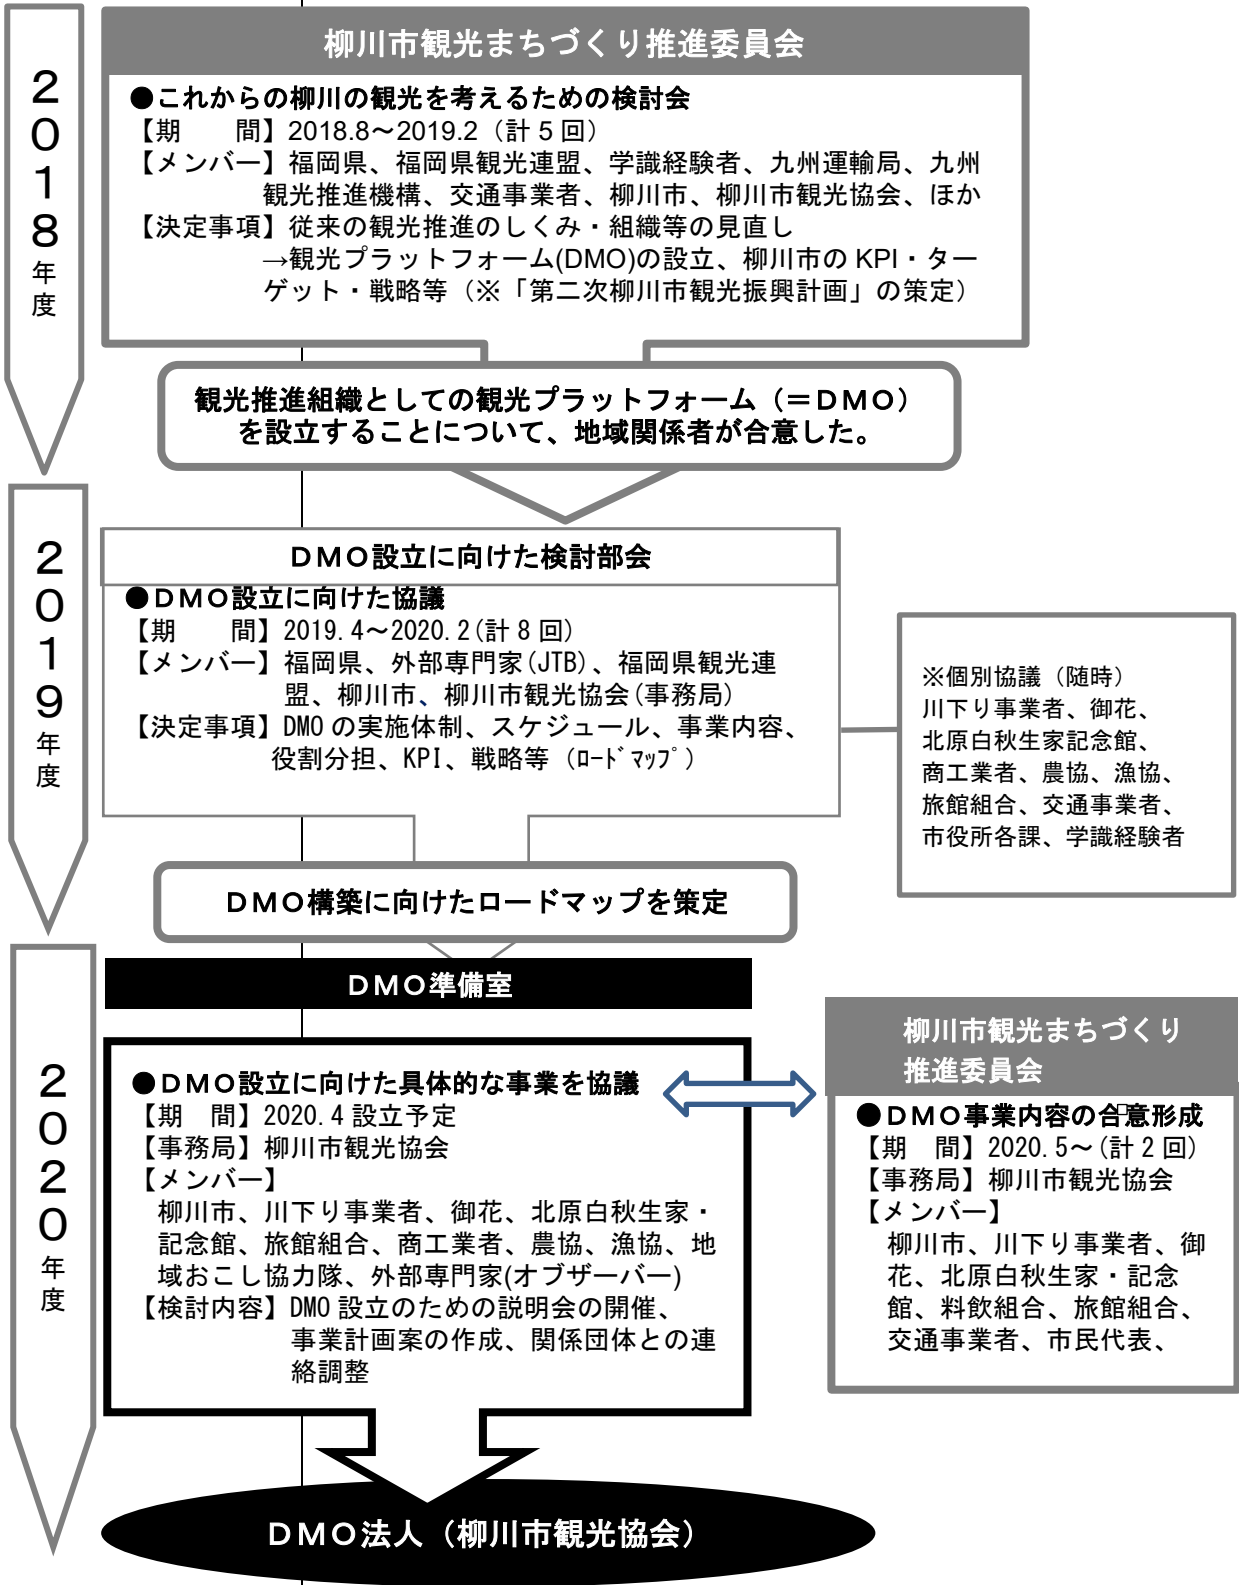 2018年度
柳川市観光まちづくり推進委員会
●これからの柳川の観光を考えるための検討会
【期　　間】2018.8～2019.2（計5回）
【メンバー】福岡県、福岡県観光連盟、学識経験者、九州運輸局、九州
観光推進機構、交通事業者、柳川市、柳川市観光協会、ほか
【決定事項】従来の観光推進のしくみ・組織等の見直し
→観光プラットフォーム(DMO)の設立、柳川市のKPI・ター
ゲット・戦略等（※「第二次柳川市観光振興計画」の策定）
観光推進組織としての観光プラットフォーム（＝ＤＭＯ）
を設立することについて、地域関係者が合意した。
2019年度
ＤＭＯ設立に向けた検討部会
●ＤＭＯ設立に向けた協議
【期　　間】2019.4～2020.2(計8回)
【メンバー】福岡県、外部専門家(JTB)、福岡県観光連
盟、柳川市、柳川市観光協会(事務局)
【決定事項】DMOの実施体制、スケジュール、事業内容、
役割分担、KPI、戦略等（ﾛｰﾄﾞﾏｯﾌﾟ）
※個別協議（随時）
川下り事業者、御花、
北原白秋生家記念館、
商工業者、農協、漁協、
旅館組合、交通事業者、
市役所各課、学識経験者
ＤＭＯ構築に向けたロードマップを策定
2020年度
ＤＭＯ準備室
●ＤＭＯ設立に向けた具体的な事業を協議
【期　間】2020.4設立予定
【事務局】柳川市観光協会
【メンバー】
柳川市、川下り事業者、御花、北原白秋生家・
記念館、旅館組合、商工業者、農協、漁協、地
域おこし協力隊、外部専門家(オブザーバー)
【検討内容】DMO設立のための説明会の開催、
事業計画案の作成、関係団体との連
絡調整
柳川市観光まちづくり
推進委員会
●ＤＭＯ事業内容の合意形成
【期　間】2020.5～(計2回)
【事務局】柳川市観光協会
【メンバー】
柳川市、川下り事業者、御
花、北原白秋生家・記念
館、料飲組合、旅館組合、
交通事業者、市民代表、
ＤＭＯ法人（柳川市観光協会）